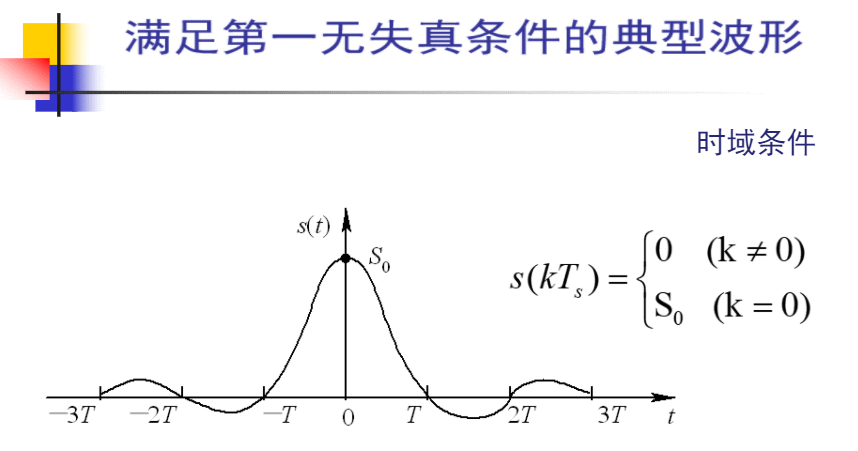 满足第一无失真条件的典型波形
时域条件
s(t)
S₀
s(kTₛ) = { 0 (k ≠ 0)
S₀ (k = 0)
−3T −2T −T 0 T 2T 3T t